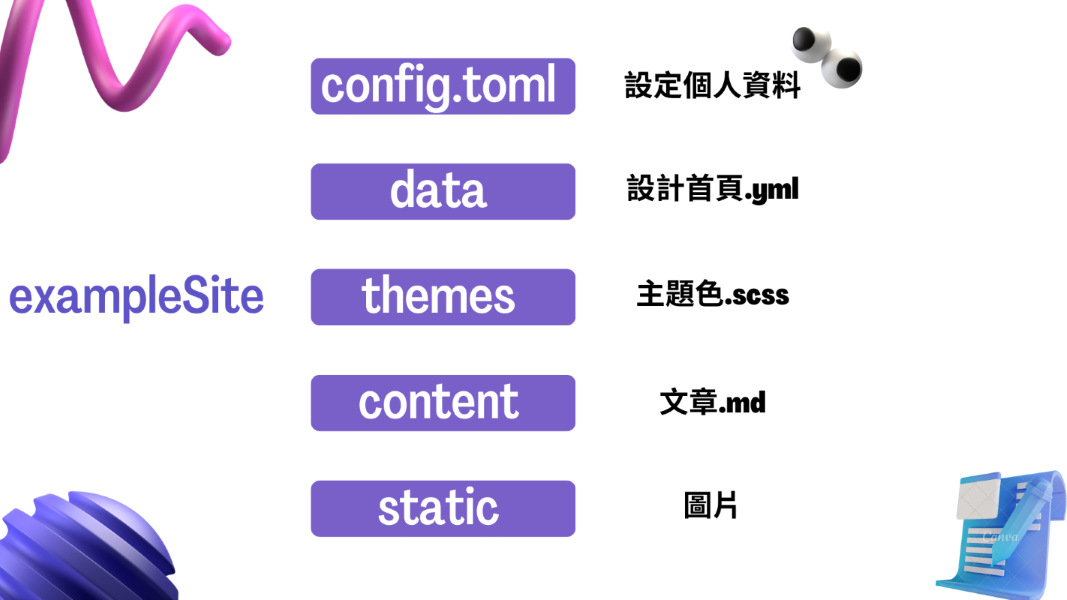 config.toml 設定個人資料
data 設計首頁.yml
exampleSite
themes 主題色.scss
content 文章.md
static 圖片
Canva